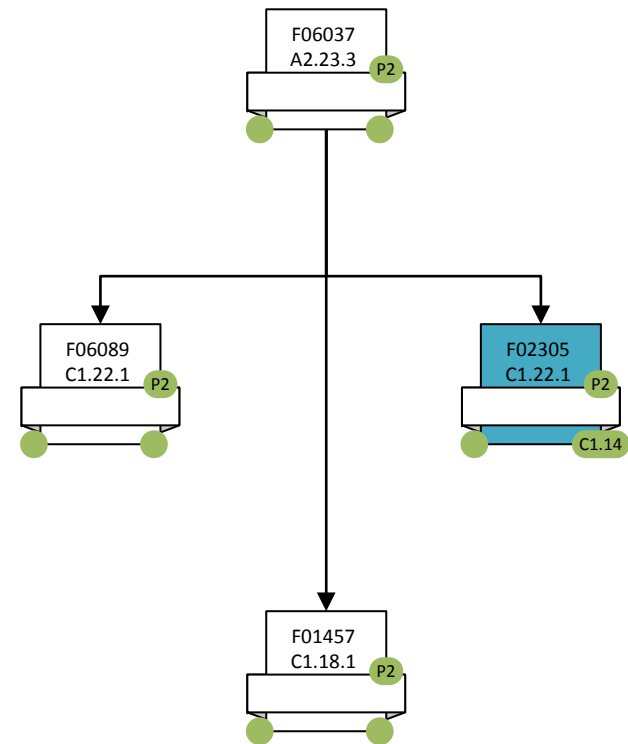 F06037
A2.23.3
P2
F06089
C1.22.1
P2
F02305
C1.22.1
P2
C1.14
F01457
C1.18.1
P2